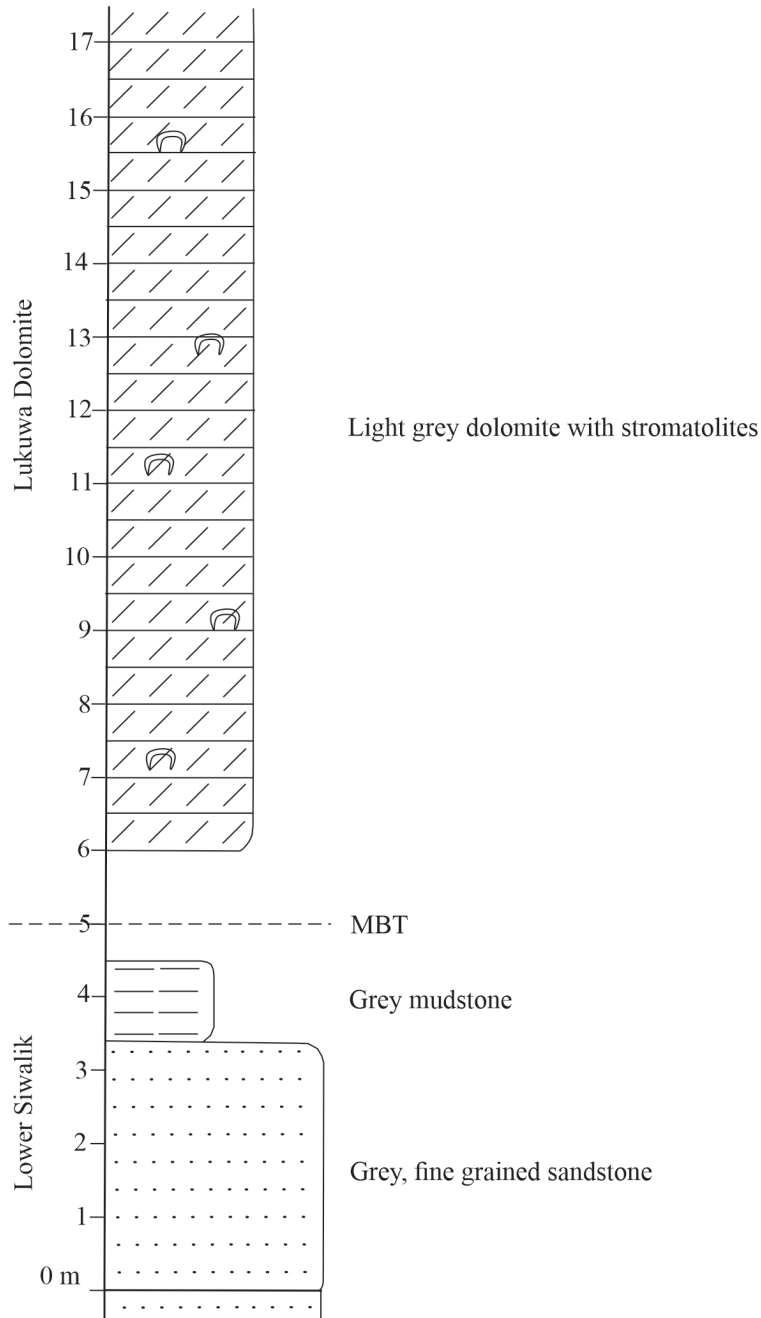 17
16
15
14
13
12
11
10
9
8
7
6
5
4
3
2
1
0 m
Lukuwa Dolomite
Lower Siwalik
Light grey dolomite with stromatolites
MBT
Grey mudstone
Grey, fine grained sandstone